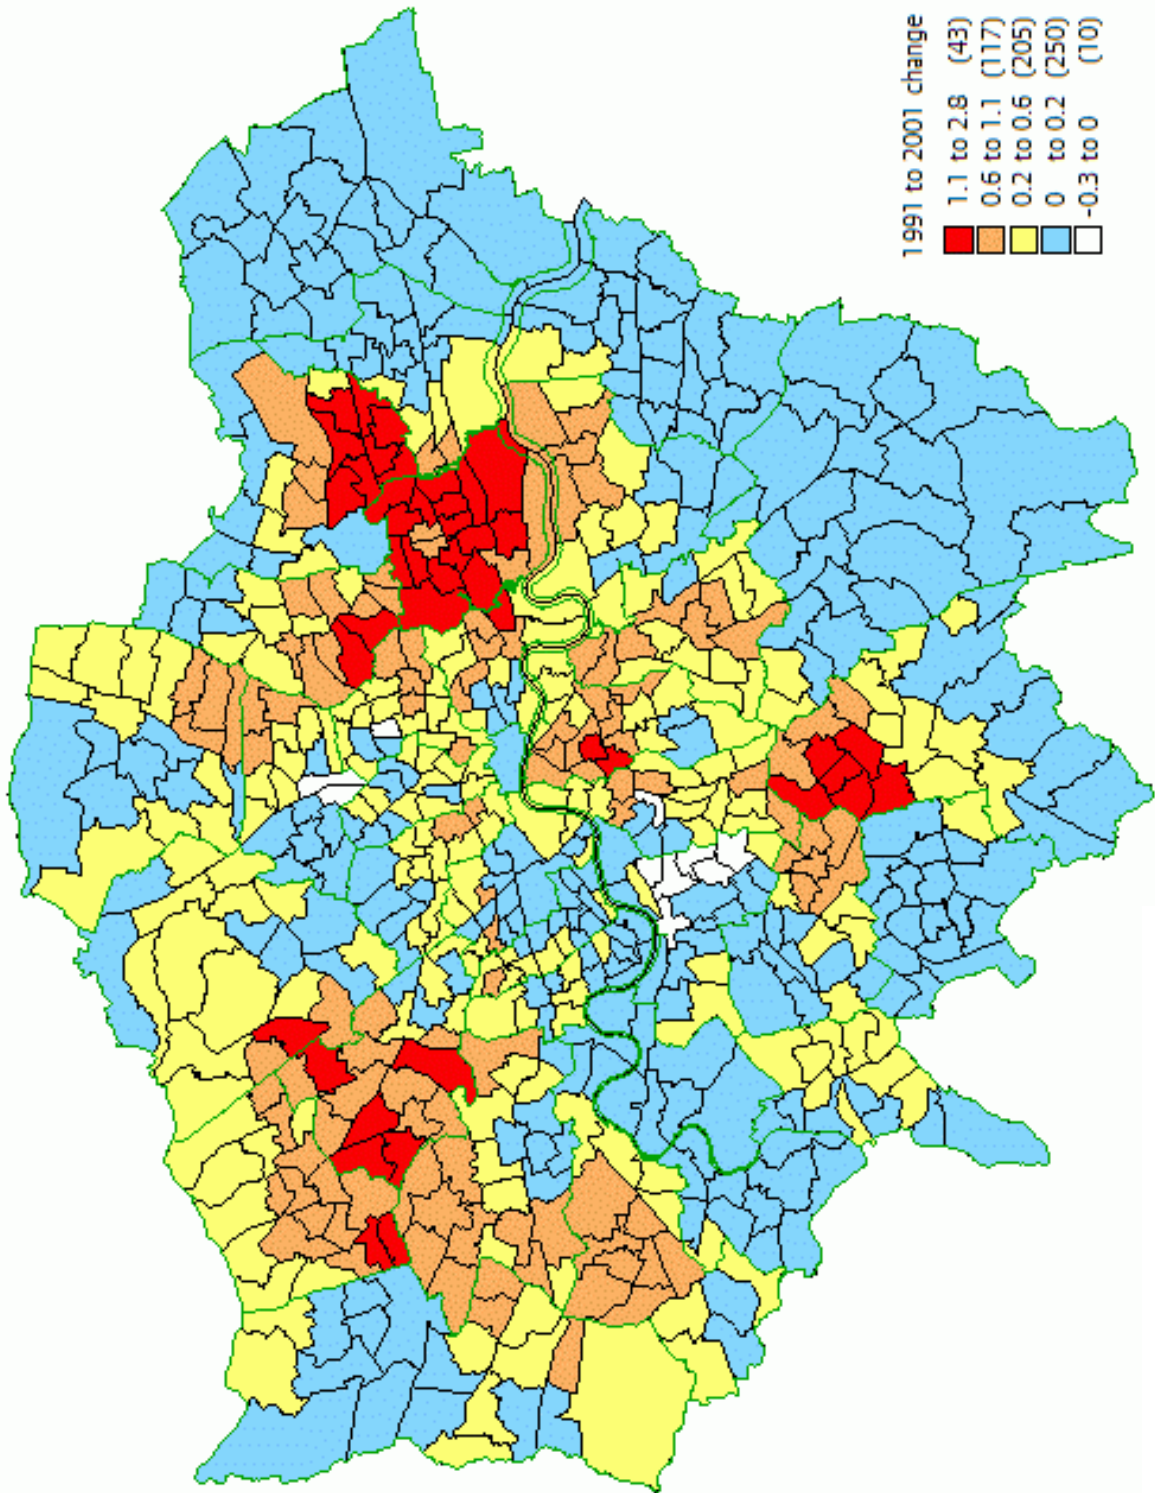 1991 to 2001 change
1.1 to 2.8 (43)
0.6 to 1.1 (117)
0.2 to 0.6 (205)
0 to 0.2 (250)
-0.3 to 0 (10)